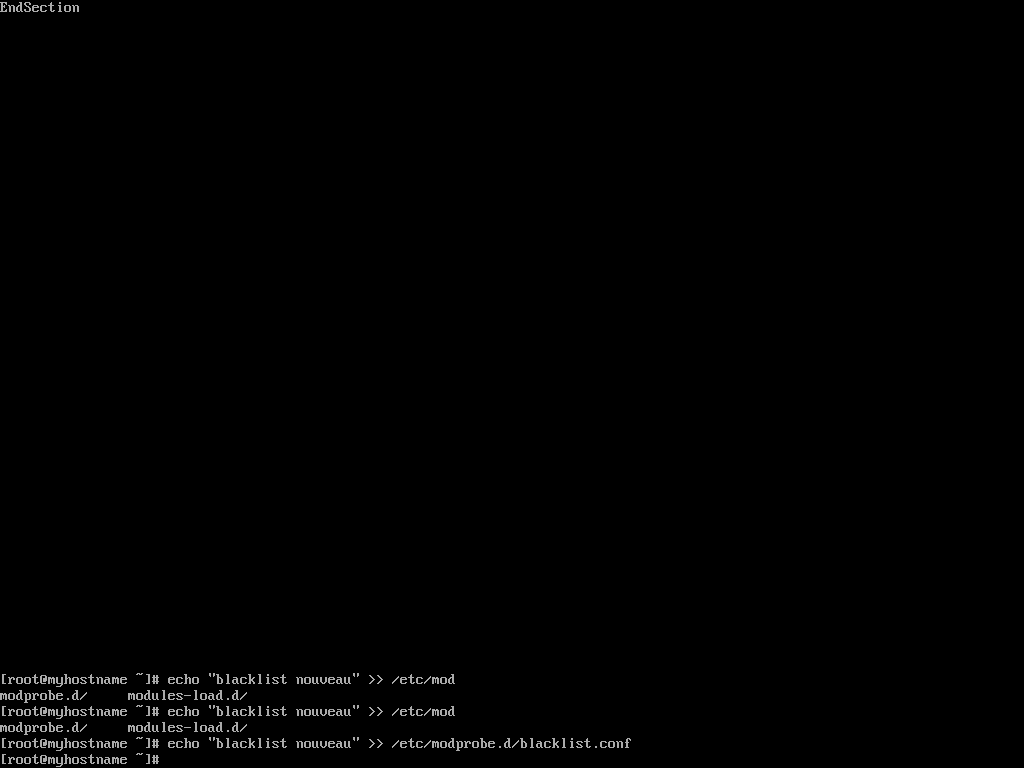 EndSection
[root@myhostname ~]# echo "blacklist nouveau" >> /etc/mod
modprobe.d/     modules-load.d/
[root@myhostname ~]# echo "blacklist nouveau" >> /etc/mod
modprobe.d/     modules-load.d/
[root@myhostname ~]# echo "blacklist nouveau" >> /etc/modprobe.d/blacklist.conf
[root@myhostname ~]#